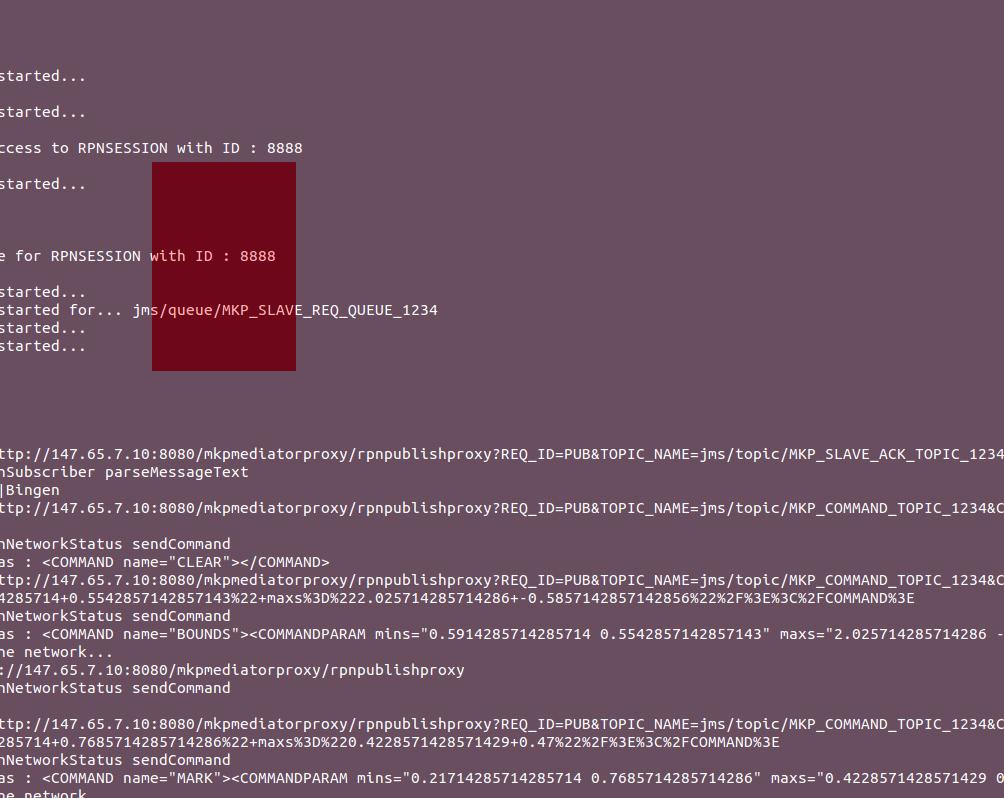 started...
started...
ccess to RPNSESSION with ID : 8888
started...
e for RPNSESSION with ID : 8888
started...
started for... jms/queue/MKP_SLAVE_REQ_QUEUE_1234
started...
started...
ttp://147.65.7.10:8080/mkpmediatorproxy/rpnpublishproxy?REQ_ID=PUB&TOPIC_NAME=jms/topic/MKP_SLAVE_ACK_TOPIC_1234
nSubscriber parseMessageText
|Bingen
ttp://147.65.7.10:8080/mkpmediatorproxy/rpnpublishproxy?REQ_ID=PUB&TOPIC_NAME=jms/topic/MKP_COMMAND_TOPIC_1234&C
nNetworkStatus sendCommand
as : <COMMAND name="CLEAR"></COMMAND>
ttp://147.65.7.10:8080/mkpmediatorproxy/rpnpublishproxy?REQ_ID=PUB&TOPIC_NAME=jms/topic/MKP_COMMAND_TOPIC_1234&C
4285714+0.5542857142857143%22+maxs%3D%222.025714285714286+-0.5857142857142856%22%2F%3E%3C%2FCOMMAND%3E
nNetworkStatus sendCommand
as : <COMMAND name="BOUNDS"><COMMANDPARAM mins="0.5914285714285714 0.5542857142857143" maxs="2.025714285714286 -
he network...
://147.65.7.10:8080/mkpmediatorproxy/rpnpublishproxy
nNetworkStatus sendCommand
ttp://147.65.7.10:8080/mkpmediatorproxy/rpnpublishproxy?REQ_ID=PUB&TOPIC_NAME=jms/topic/MKP_COMMAND_TOPIC_1234&C
285714+0.7685714285714286%22+maxs%3D%220.4228571428571429+0.47%22%2F%3E%3C%2FCOMMAND%3E
nNetworkStatus sendCommand
as : <COMMAND name="MARK"><COMMANDPARAM mins="0.21714285714285714 0.7685714285714286" maxs="0.4228571428571429 0
he network